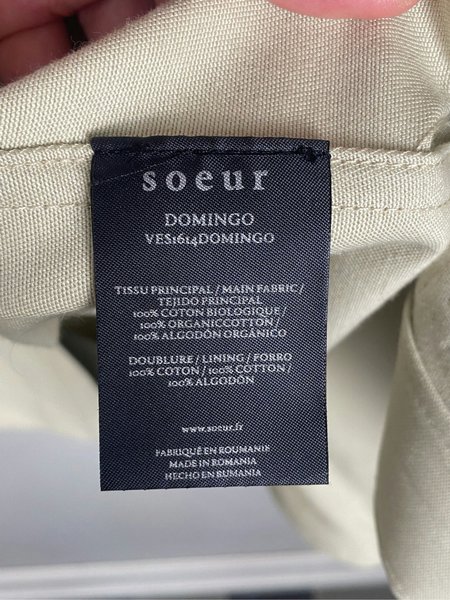 soeur
DOMINGO
VES1614DOMINGO
TISSU PRINCIPAL / MAIN FABRIC /
TEJIDO PRINCIPAL
100% COTON BIOLOGIQUE /
100% ORGANICCOTTON /
100% ALGODON ORGÁNICO
DOUBLURE / LINING / FORRO
100% COTON / 100% COTTON /
100% ALGODÓN
www.soeur.fr
FABRIQUÉ EN ROUMANIE
MADE IN ROMANIA
HECHO EN RUMANIA